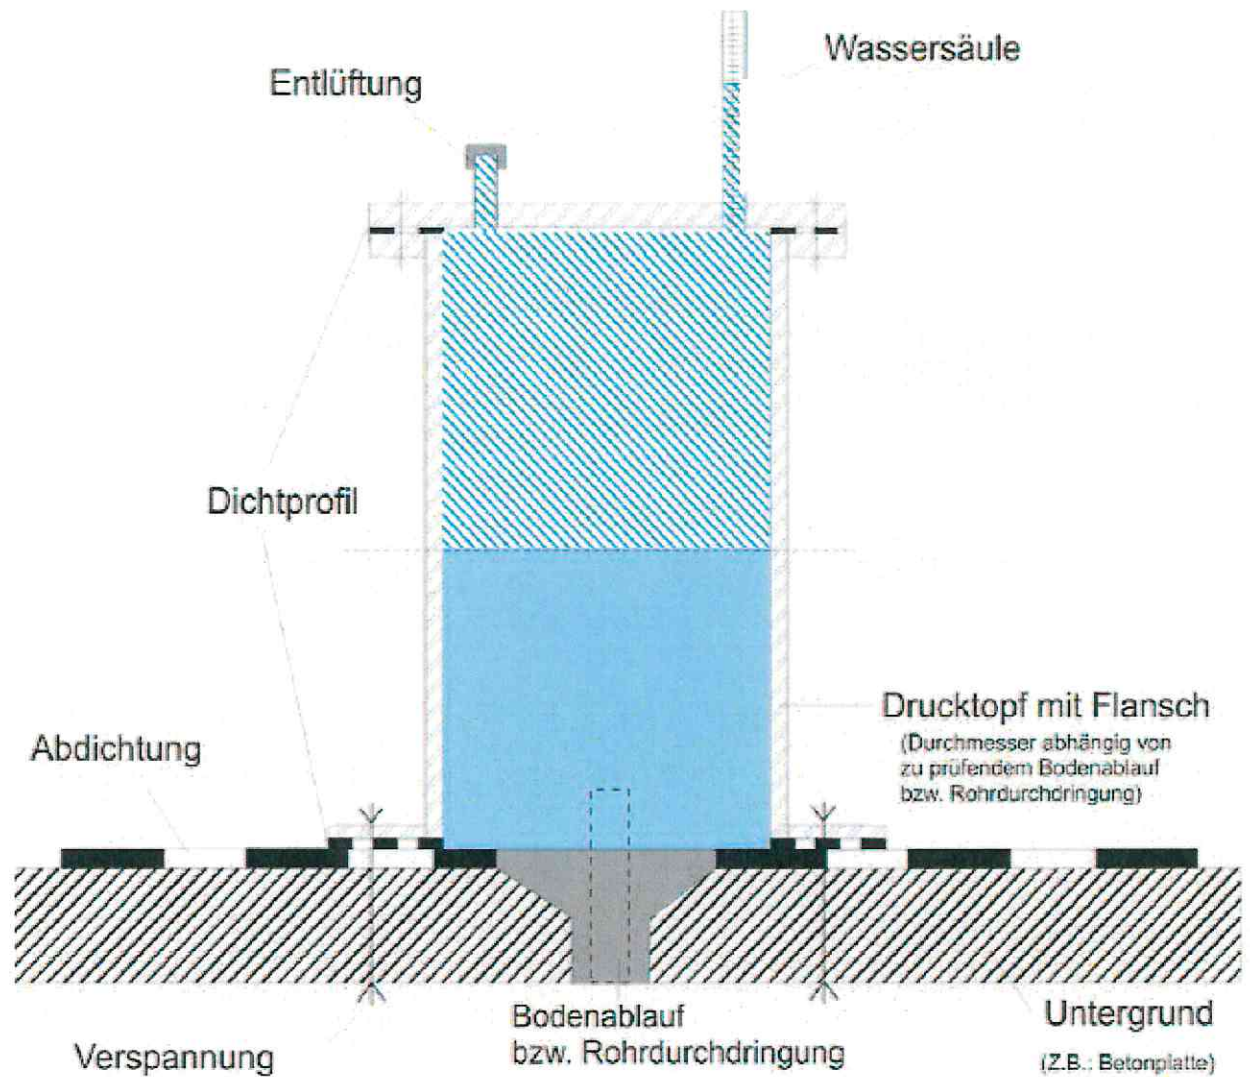 Wassersäule
Entlüftung
Dichtprofil
Drucktopf mit Flansch
(Durchmesser abhängig von
zu prüfendem Bodenablauf
bzw. Rohrdurchdringung)
Abdichtung
Bodenablauf
bzw. Rohrdurchdringung
Untergrund
(Z.B.: Betonplatte)
Verspannung